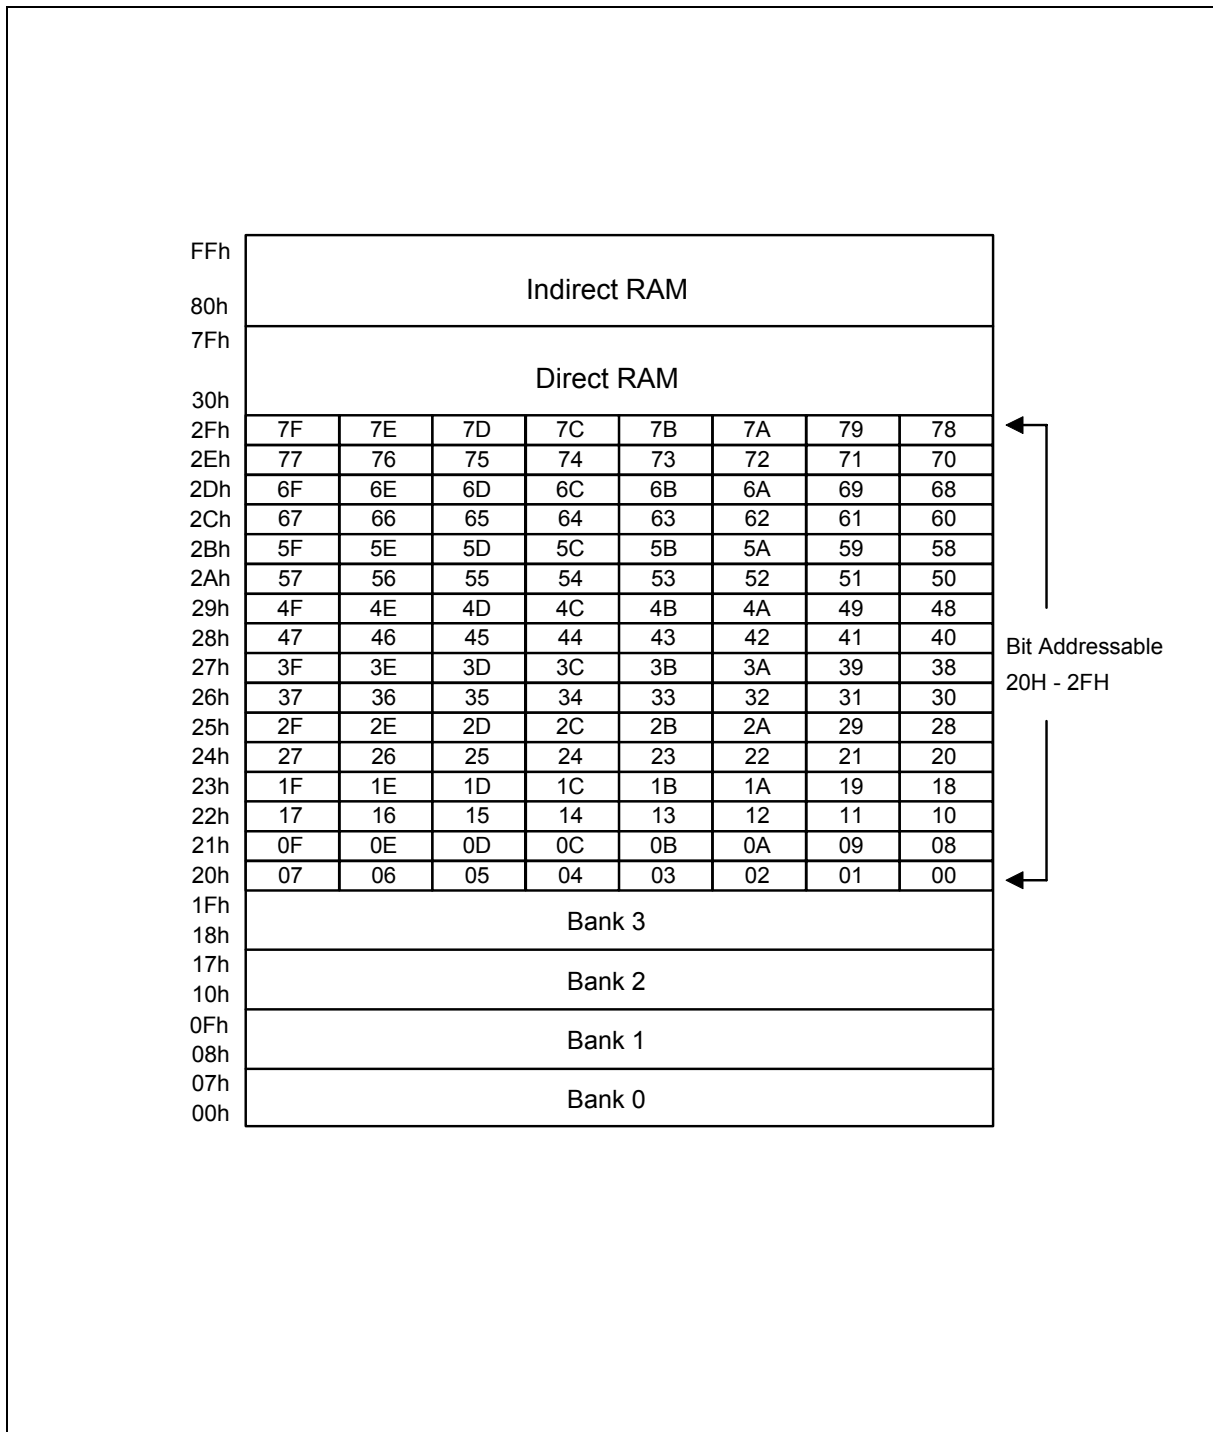 FFh
Indirect RAM
80h
7Fh
Direct RAM
30h
2Fh 7F 7E 7D 7C 7B 7A 79 78
2Eh 77 76 75 74 73 72 71 70
2Dh 6F 6E 6D 6C 6B 6A 69 68
2Ch 67 66 65 64 63 62 61 60
2Bh 5F 5E 5D 5C 5B 5A 59 58
2Ah 57 56 55 54 53 52 51 50
29h 4F 4E 4D 4C 4B 4A 49 48
28h 47 46 45 44 43 42 41 40
Bit Addressable
27h 3F 3E 3D 3C 3B 3A 39 38
20H - 2FH
26h 37 36 35 34 33 32 31 30
25h 2F 2E 2D 2C 2B 2A 29 28
24h 27 26 25 24 23 22 21 20
23h 1F 1E 1D 1C 1B 1A 19 18
22h 17 16 15 14 13 12 11 10
21h 0F 0E 0D 0C 0B 0A 09 08
20h 07 06 05 04 03 02 01 00
1Fh
Bank 3
18h
17h
Bank 2
10h
0Fh
Bank 1
08h
07h
Bank 0
00h